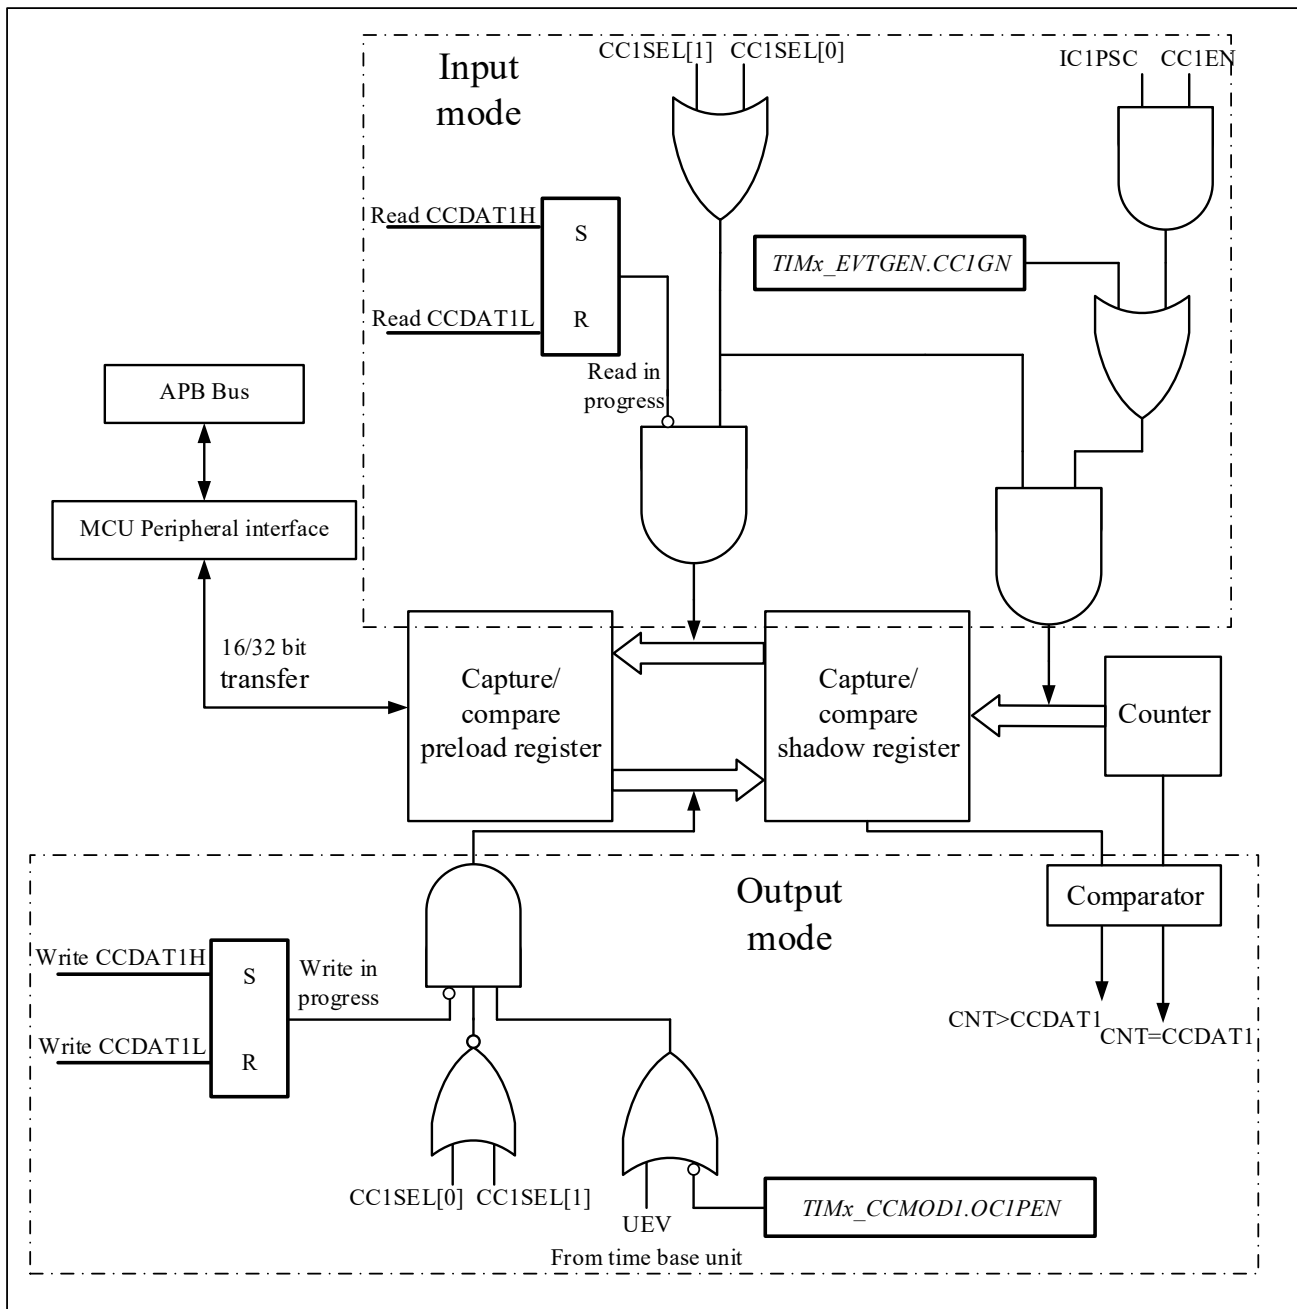 CC1SEL[1] CC1SEL[0]
IC1PSC CC1EN
Input
mode
Read CCDAT1H
S
TIMx_EVTGEN.CC1GN
Read CCDAT1L
R
Read in
progress
APB Bus
MCU Peripheral interface
16/32 bit
transfer
Capture/
compare
preload register
Capture/
compare
shadow register
Counter
Output
mode
Comparator
Write CCDAT1H
S
Write in
progress
Write CCDAT1L
R
CNT>CCDAT1
CNT=CCDAT1
CC1SEL[0] CC1SEL[1]
UEV
From time base unit
TIMx_CCMOD1.OC1PEN